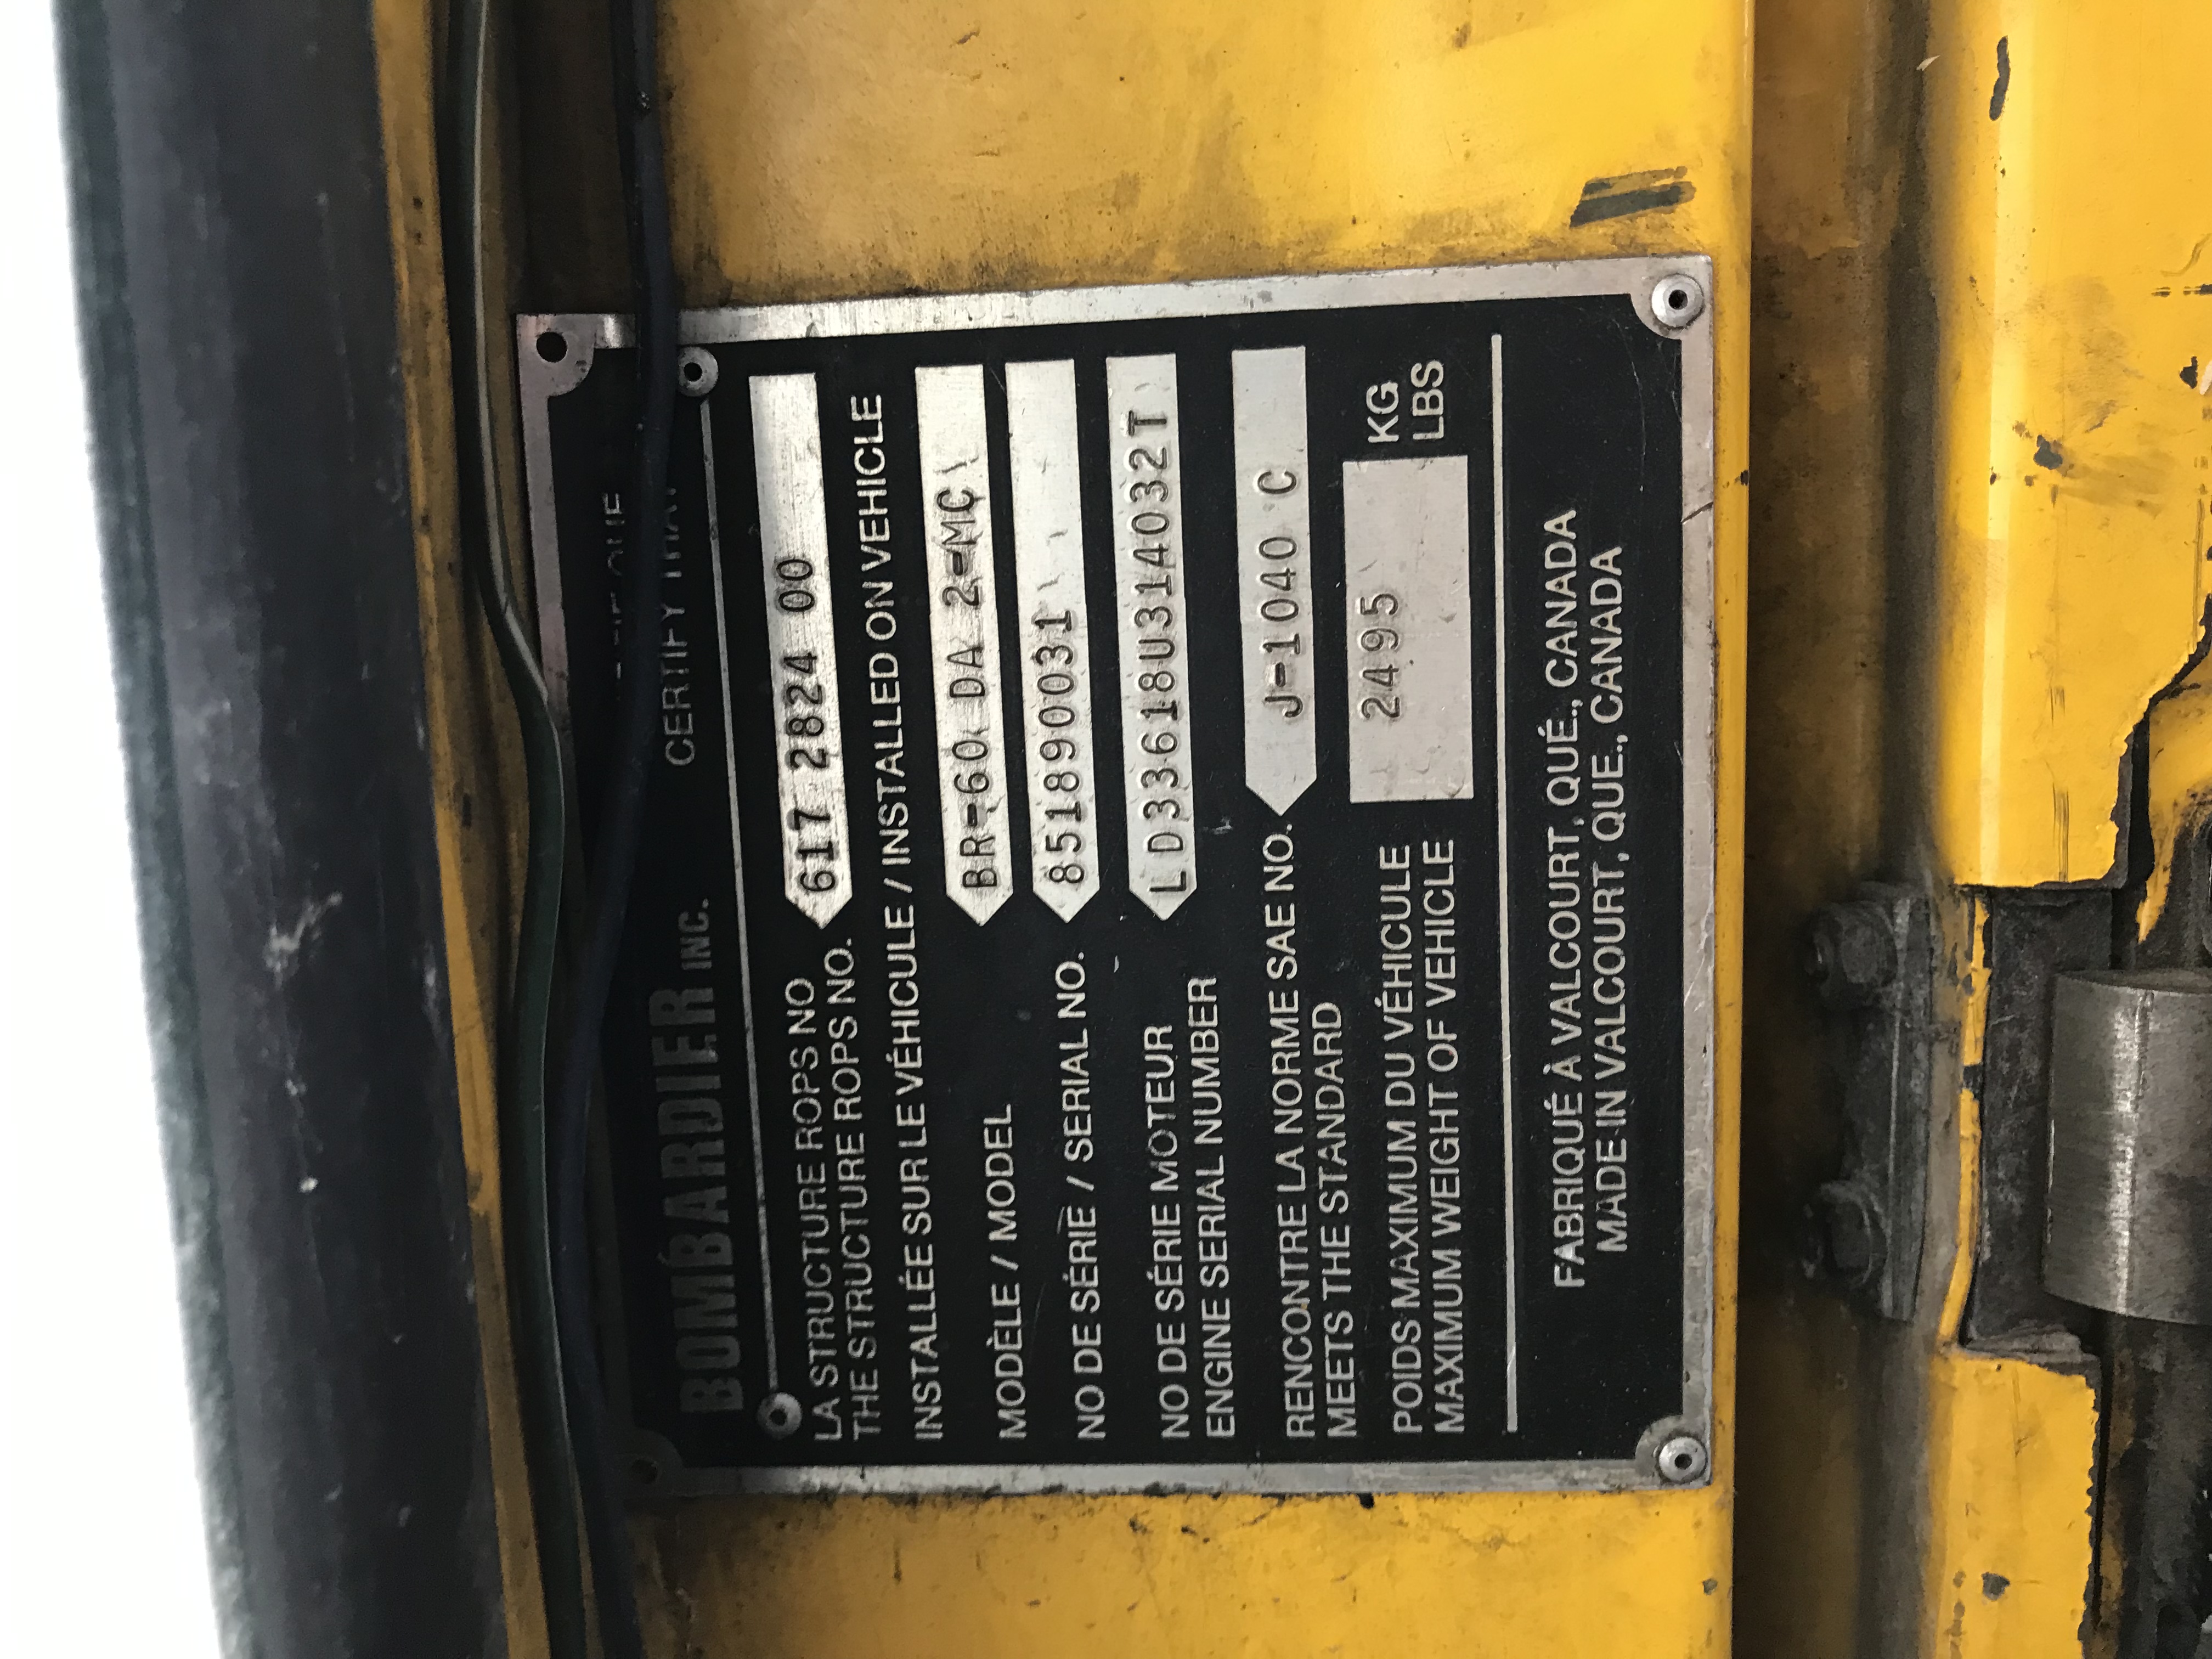 BOMBARDIER INC.
CERTIFY THAT
LA STRUCTURE ROPS NO
THE STRUCTURE ROPS NO.
617 2824 00
INSTALLÉE SUR LE VÉHICULE / INSTALLED ON VEHICLE
MODÈLE / MODEL
BR-60 DA 2-MC
NO DE SÉRIE / SERIAL NO.
851890031
NO DE SÉRIE MOTEUR
ENGINE SERIAL NUMBER
LD33618U314032T
RENCONTRE LA NORME SAE NO.
MEETS THE STANDARD
J-1040 C
POIDS MAXIMUM DU VÉHICULE
MAXIMUM WEIGHT OF VEHICLE
2495
KG
LBS
FABRIQUÉ À VALCOURT, QUÉ., CANADA
MADE IN VALCOURT, QUE., CANADA